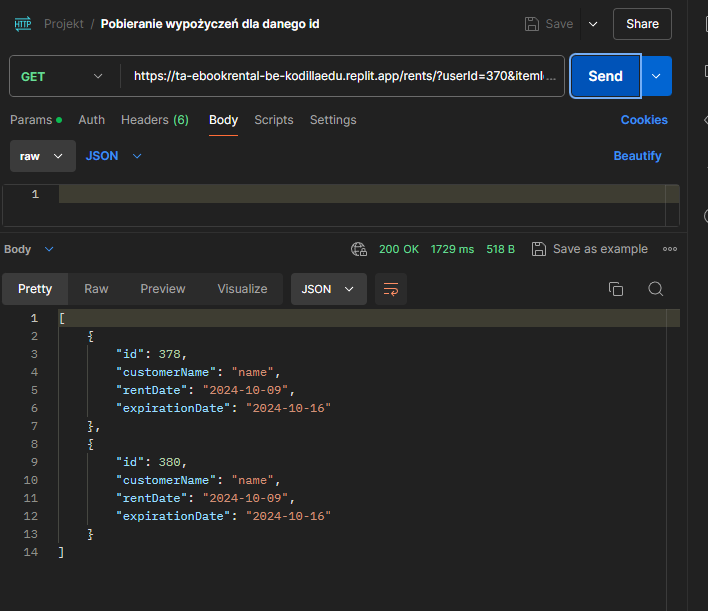 HTTP Projekt / Pobieranie wypożyczeń dla danego id Save Share
GET https://ta-ebookrental-be-kodillaedu.replit.app/rents/?userId=370&itemI... Send
Params Auth Headers (6) Body Scripts Settings Cookies
raw JSON Beautify
1
Body 200 OK 1729 ms 518 B Save as example
Pretty Raw Preview Visualize JSON
1 [
2 {
3 "id": 378,
4 "customerName": "name",
5 "rentDate": "2024-10-09",
6 "expirationDate": "2024-10-16"
7 },
8 {
9 "id": 380,
10 "customerName": "name",
11 "rentDate": "2024-10-09",
12 "expirationDate": "2024-10-16"
13 }
14 ]